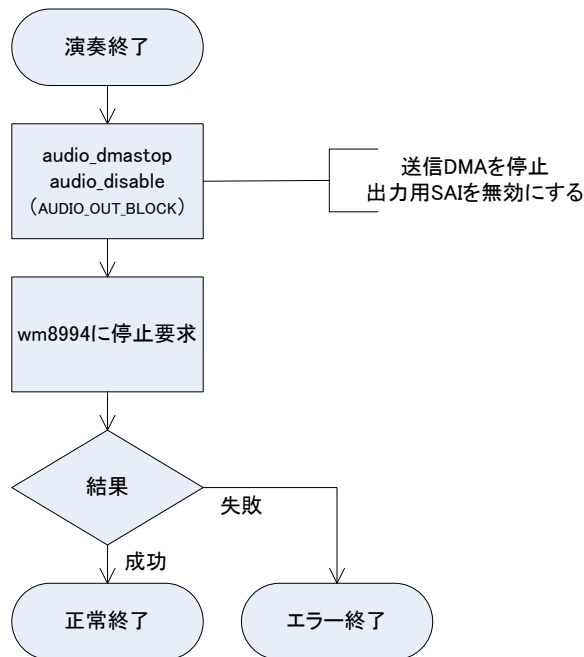 演奏終了
audio_dmastop
audio_disable
(AUDIO_OUT_BLOCK)
送信DMAを停止
出力用SAIを無効にする
wm8994に停止要求
結果
失敗
成功
正常終了
エラー終了